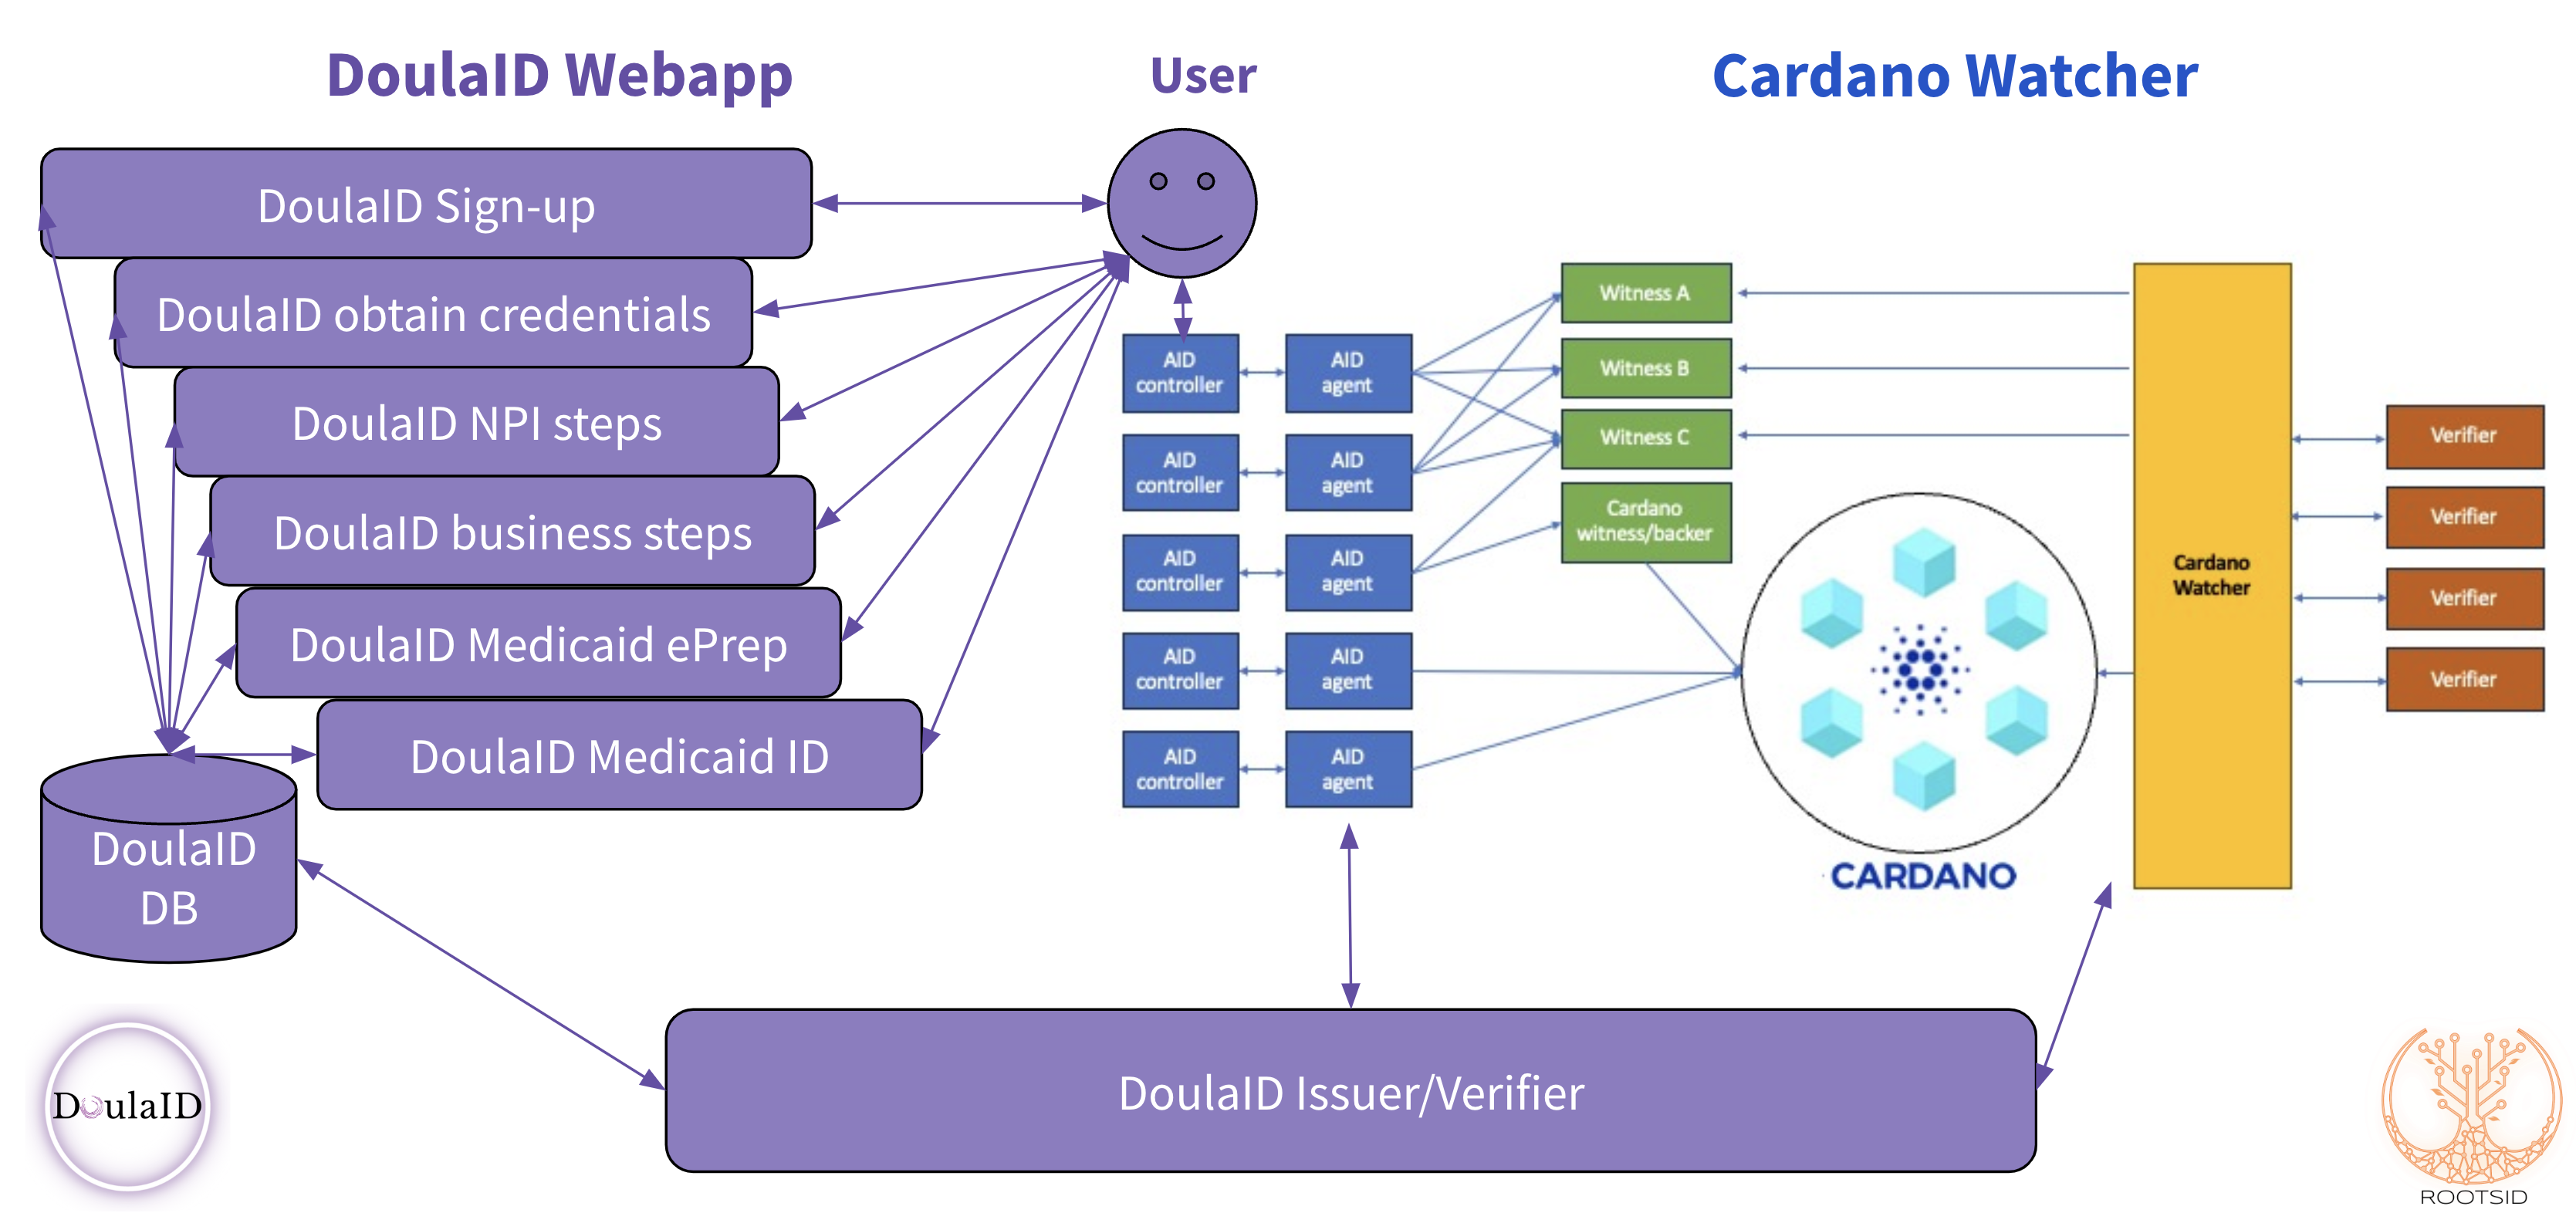 DoulaID Webapp
User
Cardano Watcher
DoulaID Sign-up
DoulaID obtain credentials
DoulaID NPI steps
DoulaID business steps
DoulaID Medicaid ePrep
DoulaID Medicaid ID
DoulaID
DB
AID
controller
AID
agent
AID
controller
AID
agent
AID
controller
AID
agent
AID
controller
AID
agent
AID
controller
AID
agent
Witness A
Witness B
Witness C
Cardano
witness/backer
CARDANO
Cardano
Watcher
Verifier
Verifier
Verifier
Verifier
DoulaID Issuer/Verifier
DoulaID
ROOTSID